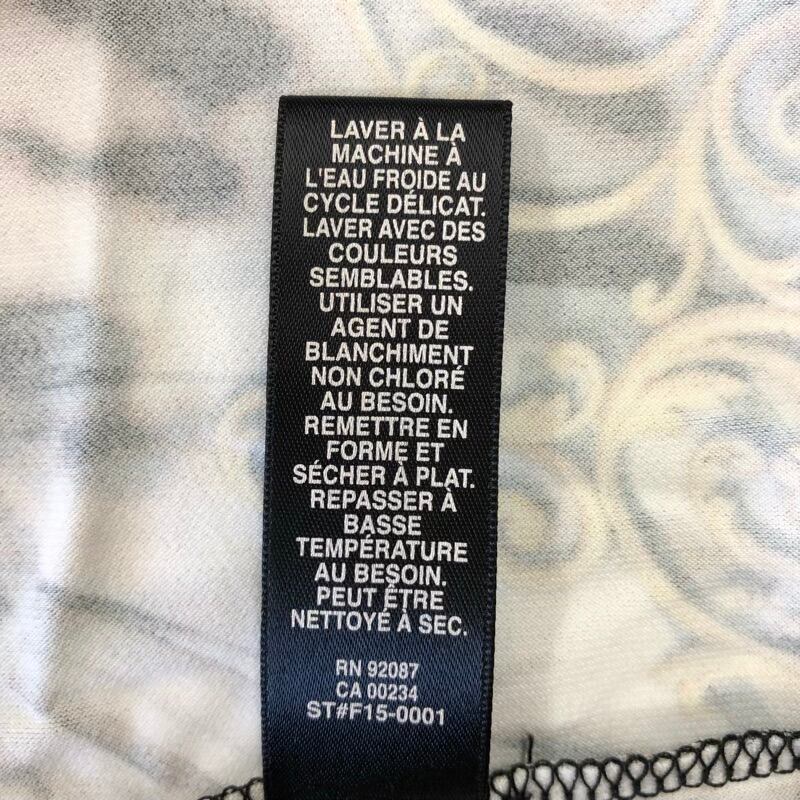 LAVER À LA
MACHINE À
L'EAU FROIDE AU
CYCLE DÉLICAT.
LAVER AVEC DES
COULEURS
SEMBLABLES.
UTILISER UN
AGENT DE
BLANCHIMENT
NON CHLORÉ
AU BESOIN.
REMETTRE EN
FORME ET
SÉCHER À PLAT.
REPASSER À
BASSE
TEMPÉRATURE
AU BESOIN.
PEUT ÊTRE
NETTOYÉ À SEC.
RN 92087
CA 00234
ST#F15-0001